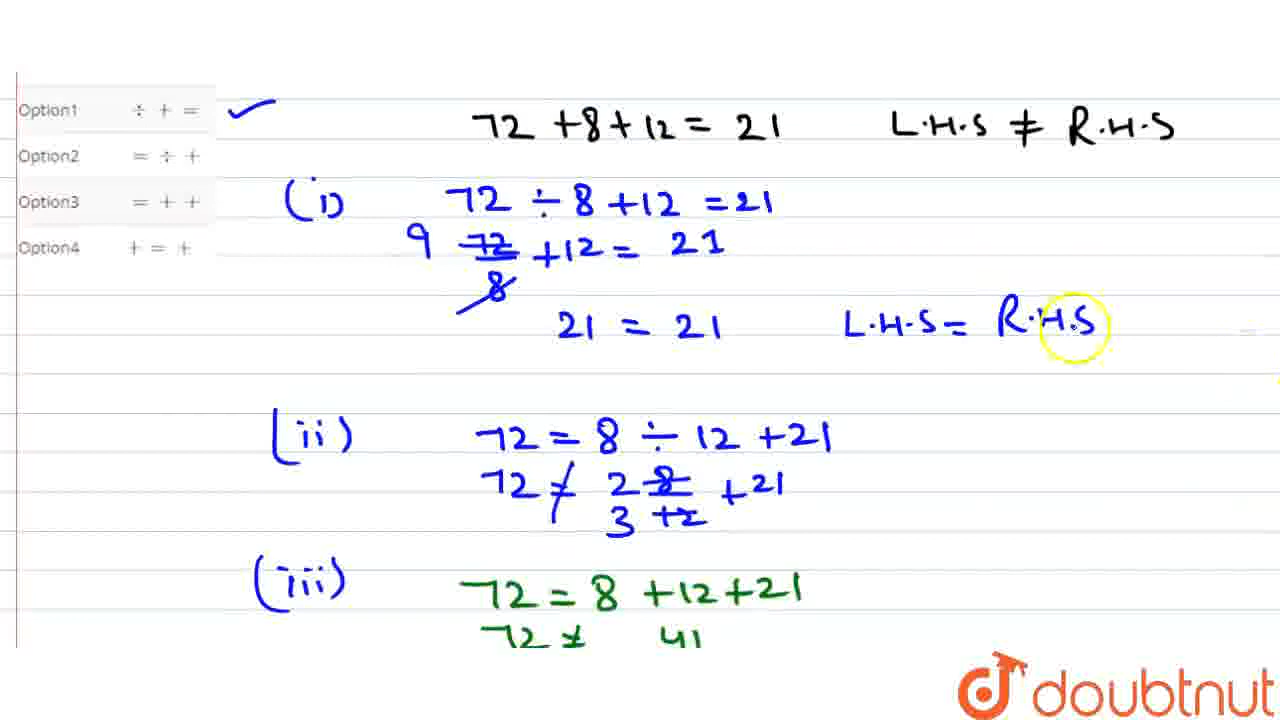 Option1 ÷ + =
72 + 8 + 12 = 21 L.H.S ≠ R.H.S
Option2 = ÷ +
Option3 = + +
(i) 72 ÷ 8 + 12 = 21
Option4 + = +
9 72/8 + 12 = 21
21 = 21 L.H.S = R.H.S
(ii) 72 = 8 ÷ 12 + 21
72 ≠ 2 8 + 21
3 12
(iii) 72 = 8 + 12 + 21
72 ≠ 41
doubtnut